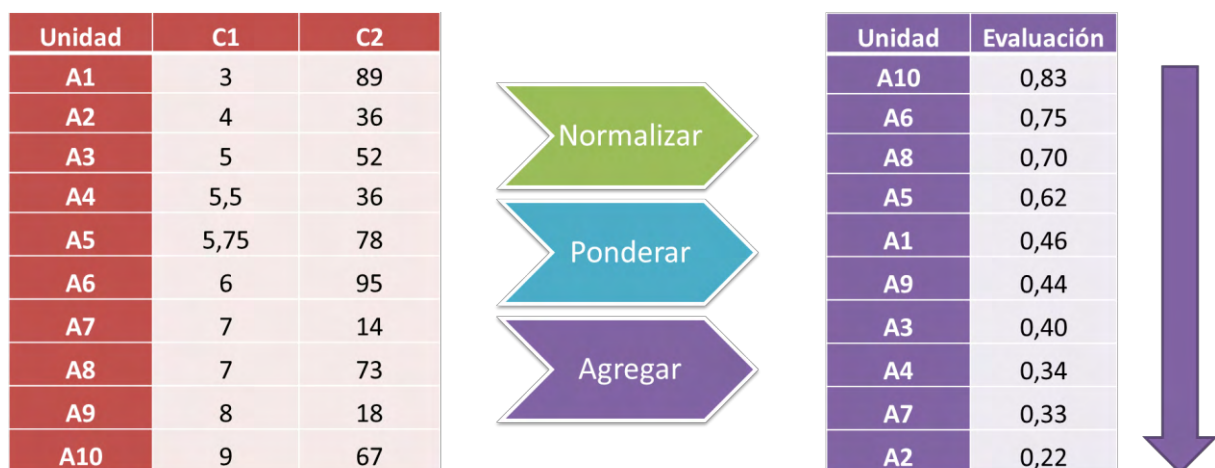 Unidad C1 C2
A1 3 89
A2 4 36
A3 5 52
A4 5,5 36
A5 5,75 78
A6 6 95
A7 7 14
A8 7 73
A9 8 18
A10 9 67
Normalizar
Ponderar
Agregar
Unidad Evaluación
A10 0,83
A6 0,75
A8 0,70
A5 0,62
A1 0,46
A9 0,44
A3 0,40
A4 0,34
A7 0,33
A2 0,22